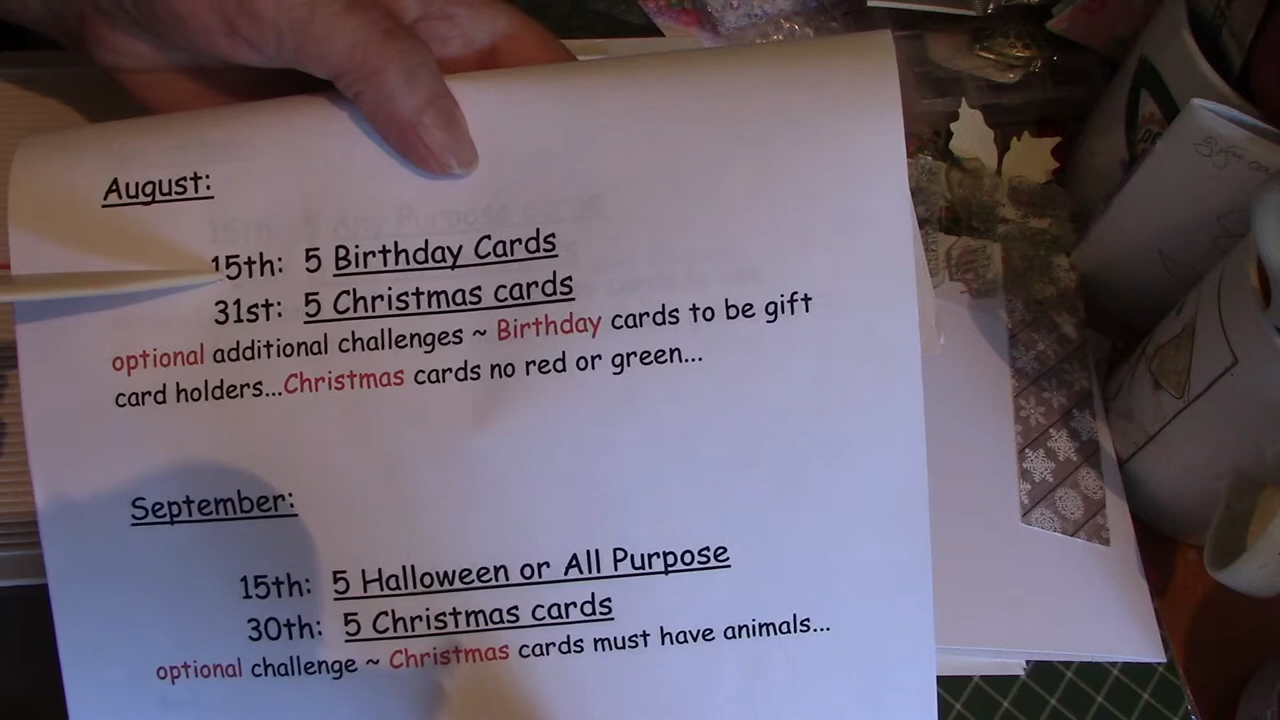 August:
15th: 5 Birthday Cards
31st: 5 Christmas cards
optional additional challenges ~ Birthday cards to be gift
card holders...Christmas cards no red or green...
September:
15th: 5 Halloween or All Purpose
30th: 5 Christmas cards
optional challenge ~ Christmas cards must have animals...